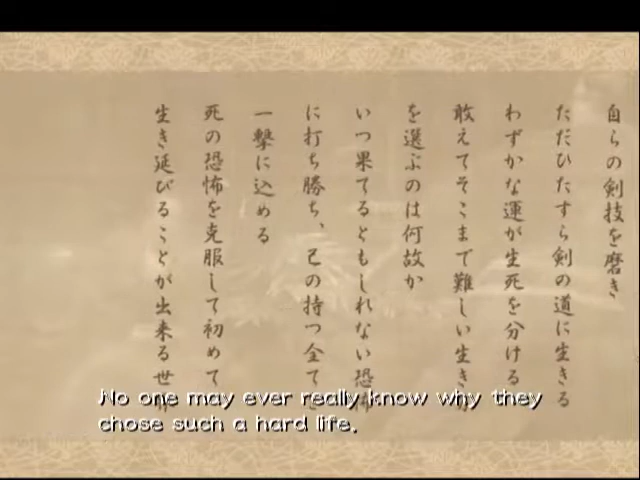 自らの剣技を磨き
ただひたすら剣の道に生きる
わずかな運が生死を分ける
敢えてそこまで難しい生き
を選ぶのは何故か
いつ果てるともしれない恐怖
に打ち勝ち、己の持つ全てを
一撃に込める
死の恐怖を克服して初めて
生き延びることが出来る世界
No one may ever really know why they
chose such a hard life.